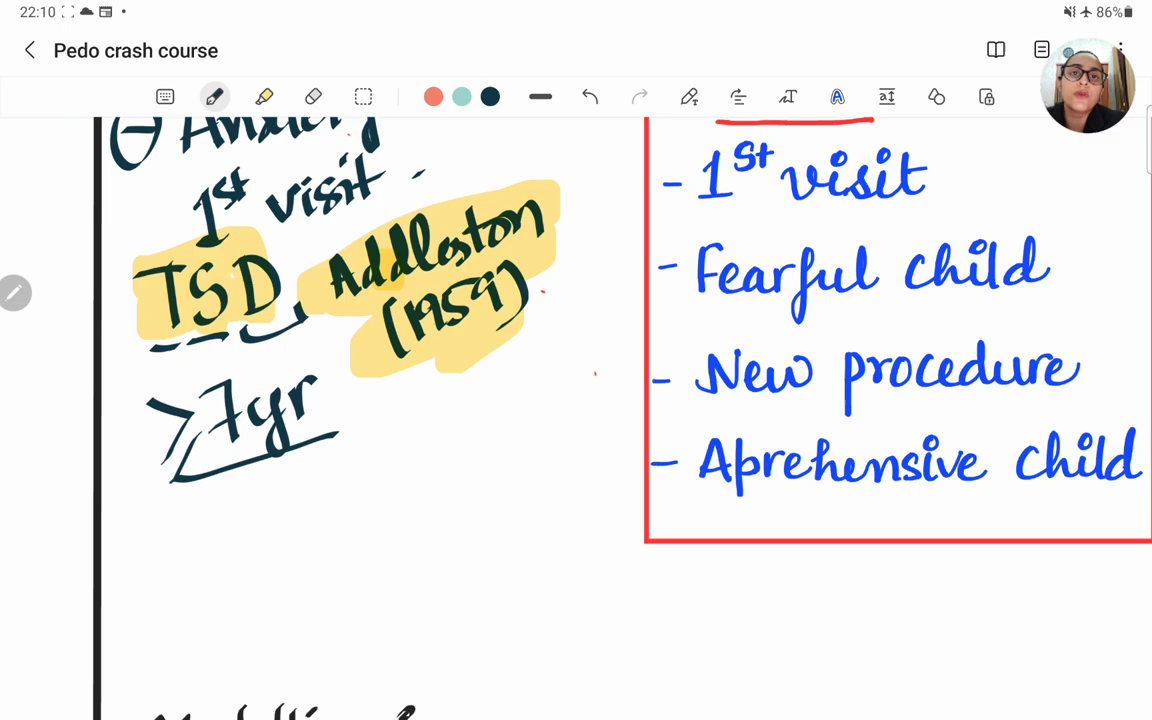 22:10
86%
Pedo crash course
⊖ Anxiety
1st visit
TSD Addleston
(1959)
>7yr
- 1st visit
- Fearful child
- New procedure
- Aprehensive child